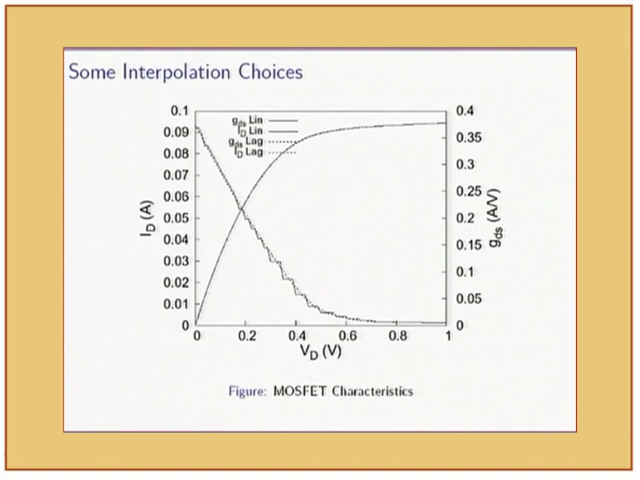 Some Interpolation Choices
0.1
0.09
0.08
0.07
0.06
0.05
0.04
0.03
0.02
0.01
0
I_D (A)
g_ds Lin
I_D Lin
g_ds Lag
I_D Lag
0.4
0.35
0.3
0.25
0.2
0.15
0.1
0.05
0
g_ds (A/V)
0 0.2 0.4 0.6 0.8 1
V_D (V)
Figure: MOSFET Characteristics